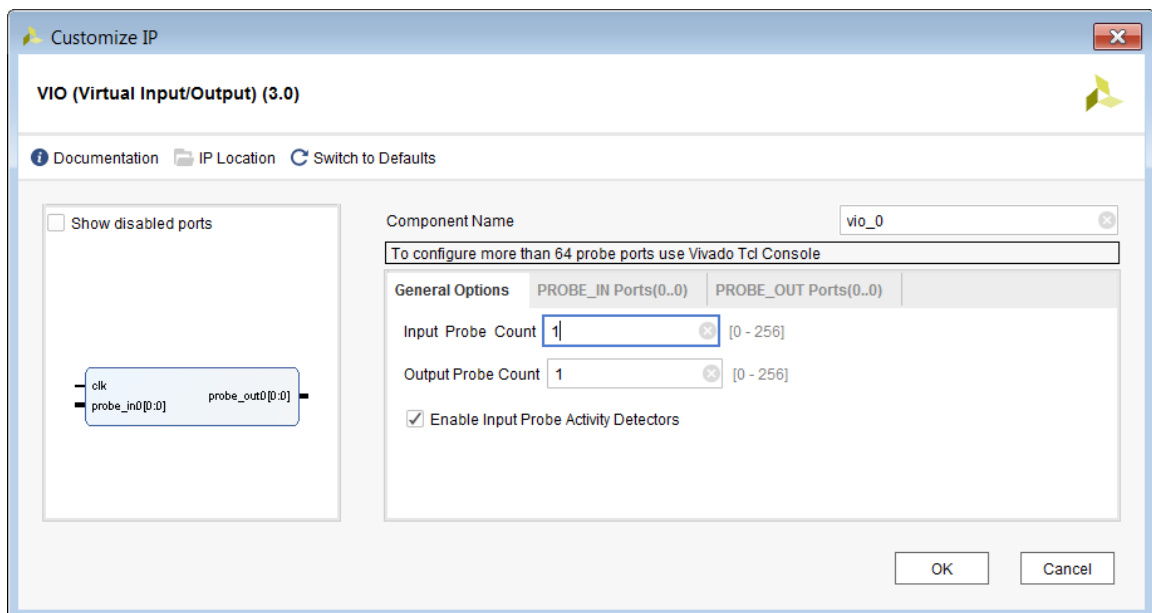 Customize IP
VIO (Virtual Input/Output) (3.0)
Documentation IP Location Switch to Defaults
Show disabled ports
clk
probe_in0[0:0]
probe_out0[0:0]
Component Name vio_0
To configure more than 64 probe ports use Vivado Tcl Console
General Options PROBE_IN Ports(0..0) PROBE_OUT Ports(0..0)
Input Probe Count 1 [0 - 256]
Output Probe Count 1 [0 - 256]
Enable Input Probe Activity Detectors
OK Cancel